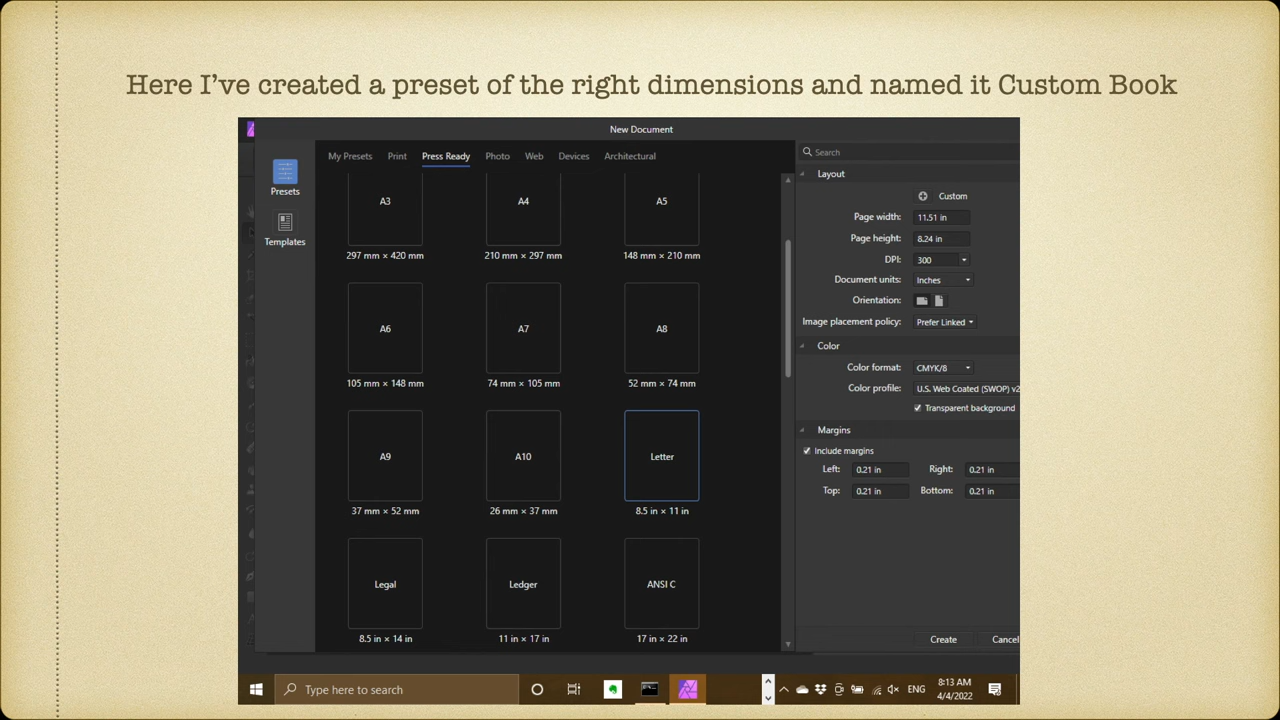 Here I've created a preset of the right dimensions and named it Custom Book
New Document
My Presets Print Press Ready Photo Web Devices Architectural
Search
Presets
Templates
A3 A4 A5
297 mm × 420 mm 210 mm × 297 mm 148 mm × 210 mm
A6 A7 A8
105 mm × 148 mm 74 mm × 105 mm 52 mm × 74 mm
A9 A10 Letter
37 mm × 52 mm 26 mm × 37 mm 8.5 in × 11 in
Legal Ledger ANSI C
8.5 in × 14 in 11 in × 17 in 17 in × 22 in
Layout
Custom
Page width: 11.51 in
Page height: 8.24 in
DPI: 300
Document units: Inches
Orientation:
Image placement policy: Prefer Linked
Color
Color format: CMYK/8
Color profile: U.S. Web Coated (SWOP) v2
Transparent background
Margins
Include margins
Left: 0.21 in Right: 0.21 in
Top: 0.21 in Bottom: 0.21 in
Create Cancel
Type here to search
ENG
8:13 AM
4/4/2022